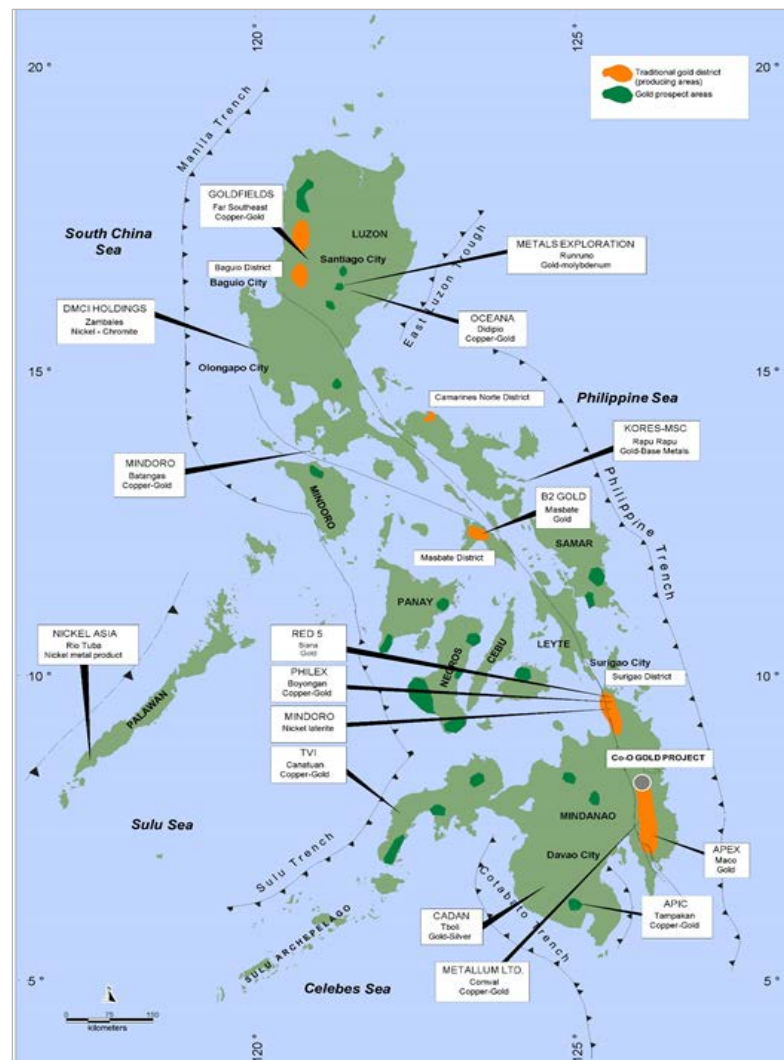 120 °
125 °
20 °
20 °
Traditional gold district
(producing areas)
Gold prospect areas
Manila Trench
GOLDFIELDS
Far Southeast
Copper-Gold
LUZON
South China
Sea
Santiago City
METALS EXPLORATION
Runruno
Gold-molybdenum
East Luzon Trough
Baguio District
Baguio City
DMCI HOLDINGS
Zambales
Nickel - Chromite
OCEANA
Didipio
Copper-Gold
15 °
15 °
Olongapo City
Philippine Sea
Camarines Norte District
KORES-MSC
Rapu Rapu
Gold-Base Metals
MINDORO
Batangas
Copper-Gold
MINDORO
B2 GOLD
Masbate
Gold
Philippine Trench
SAMAR
Masbate District
PANAY
NICKEL ASIA
Rio Tuba
Nickel metal product
RED 5
Siana
Gold
CEBU
LEYTE
NEGROS
Surigao City
PHILEX
Boyongan
Copper-Gold
Surigao District
10 °
10 °
MINDORO
Nickel laterite
PALAWAN
TVI
Canatuan
Copper-Gold
Co-O GOLD PROJECT
MINDANAO
Sulu Sea
Davao City
APEX
Maco
Gold
Sulu Trench
Cotabato Trench
APIC
Tampakan
Copper-Gold
CADAN
Tboli
Gold-Silver
SULU ARCHEPELAGO
METALLUM LTD.
Comval
Copper-Gold
5 °
5 °
Celebes Sea
0 75 150
kilometers
120 °
125 °